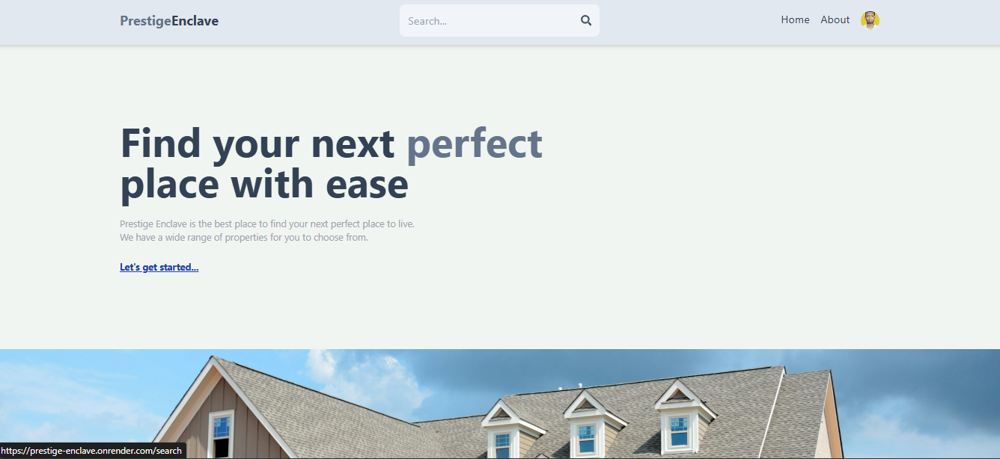 PrestigeEnclave
Search...
Home
About
Find your next perfect
place with ease
Prestige Enclave is the best place to find your next perfect place to live.
We have a wide range of properties for you to choose from.
Let's get started...
https://prestige-enclave.onrender.com/search